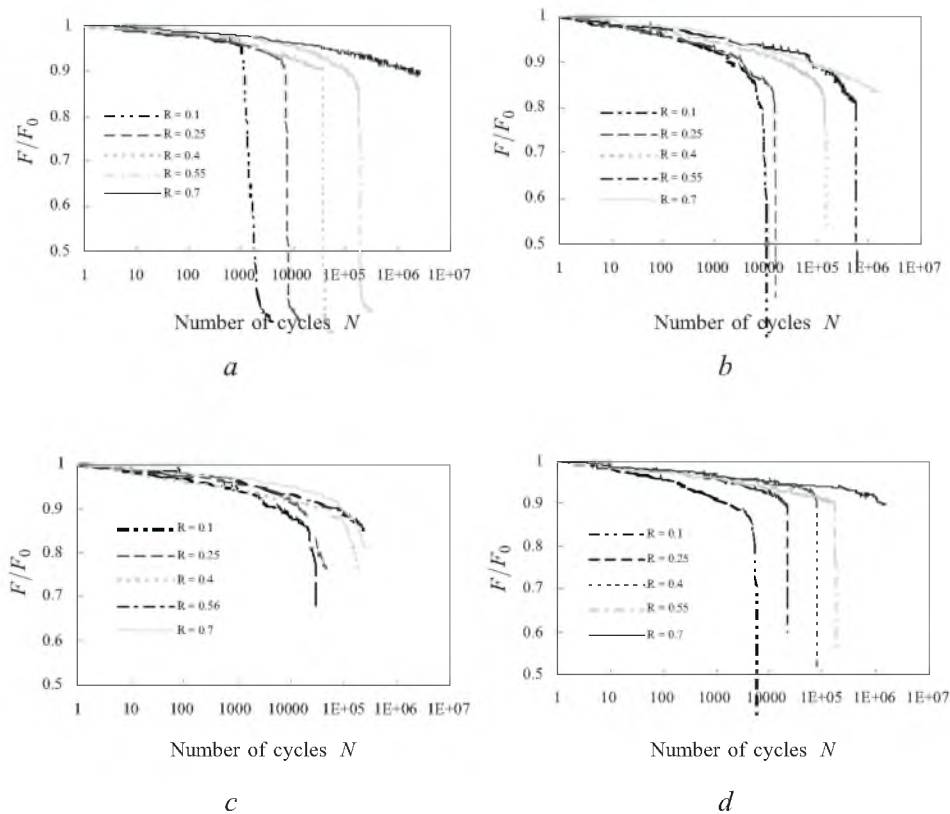 1
0.9
0.8
0.7
0.6
0.5
F/F0
R = 0.1
R = 0.25
R = 0.4
R = 0.55
R = 0.7
1 10 100 1000 10000 1E+05 1E+06 1E+07
Number of cycles N
a
1
0.9
0.8
0.7
0.6
0.5
F/F0
R = 0.1
R = 0.25
R = 0.4
R = 0.55
R = 0.7
1 10 100 1000 10000 1E+05 1E+06 1E+07
Number of cycles N
b
1
0.9
0.8
0.7
0.6
0.5
F/F0
R = 0.1
R = 0.25
R = 0.4
R = 0.56
R = 0.7
1 10 100 1000 10000 1E+05 1E+06 1E+07
Number of cycles N
c
1
0.9
0.8
0.7
0.6
0.5
F/F0
R = 0.1
R = 0.25
R = 0.4
R = 0.55
R = 0.7
1 10 100 1000 10000 1E+05 1E+06 1E+07
Number of cycles N
d